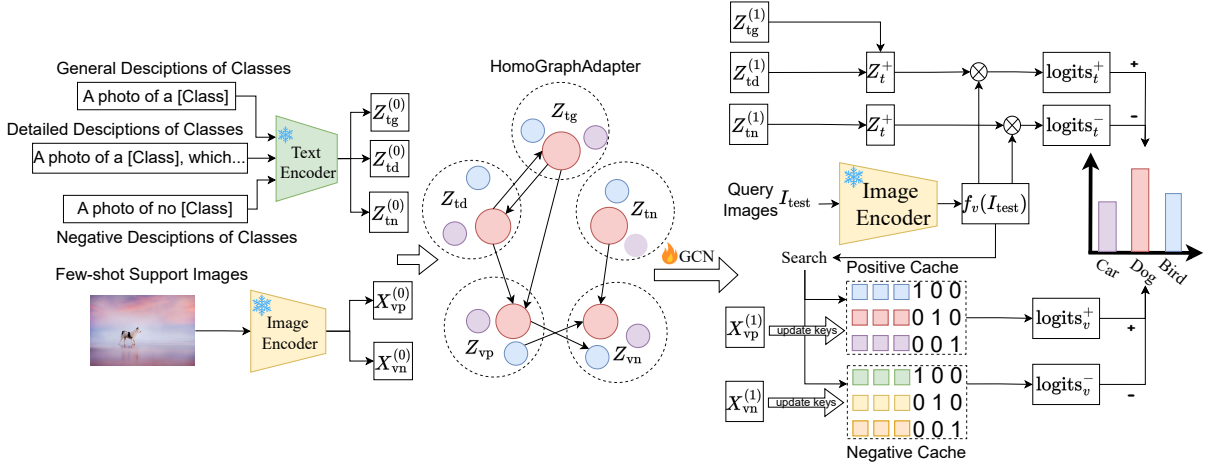 General Desciptions of Classes
A photo of a [Class]
Detailed Desciptions of Classes
A photo of a [Class], which...
A photo of no [Class]
Negative Desciptions of Classes
Text
Encoder
Z_tg^(0)
Z_td^(0)
Z_tn^(0)
Few-shot Support Images
Image
Encoder
X_vp^(0)
X_vn^(0)
HomoGraphAdapter
Z_tg
Z_td
Z_tn
Z_vp
Z_vn
GCN
Z_tg^(1)
Z_td^(1)
Z_t^+
logits_t^+
+
Z_tn^(1)
Z_t^+
logits_t^-
-
Query
Images
I_test
Image
Encoder
f_v(I_test)
Car
Dog
Bird
Search
Positive Cache
X_vp^(1)
update keys
1 0 0
0 1 0
0 0 1
logits_v^+
+
X_vn^(1)
update keys
1 0 0
0 1 0
0 0 1
logits_v^-
-
Negative Cache